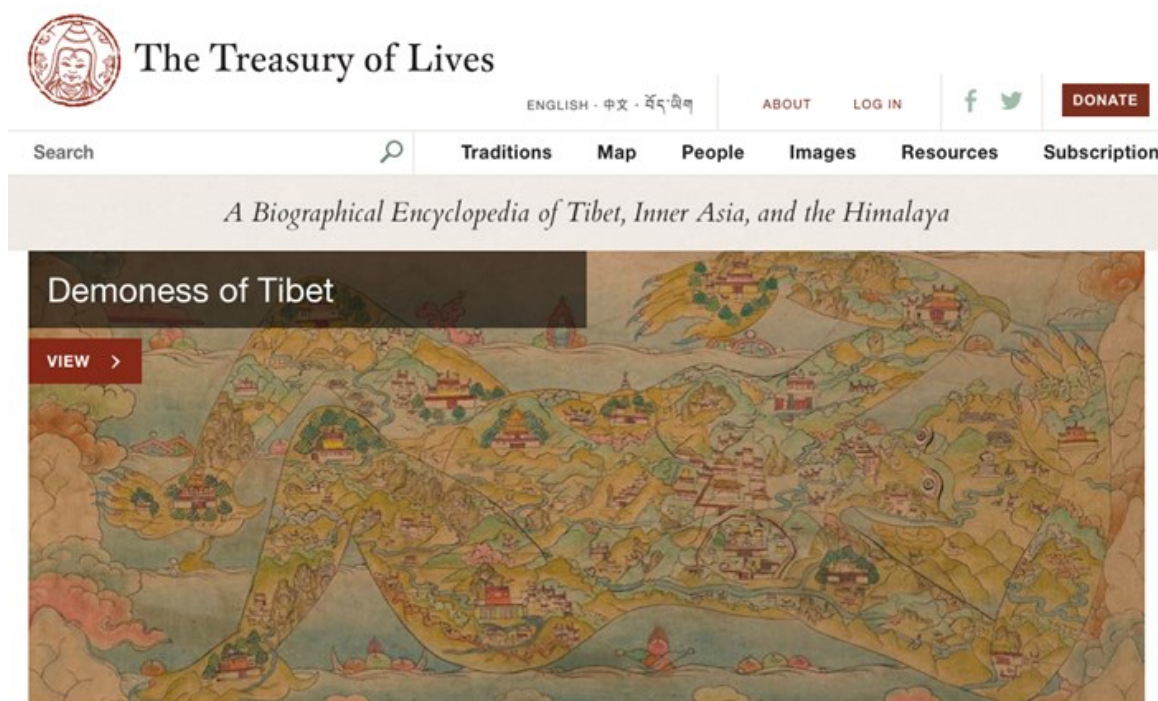 The Treasury of Lives
ENGLISH · 中文 · བོད་ཡིག
ABOUT
LOG IN
DONATE
Search
Traditions
Map
People
Images
Resources
Subscription
A Biographical Encyclopedia of Tibet, Inner Asia, and the Himalaya
Demoness of Tibet
VIEW >